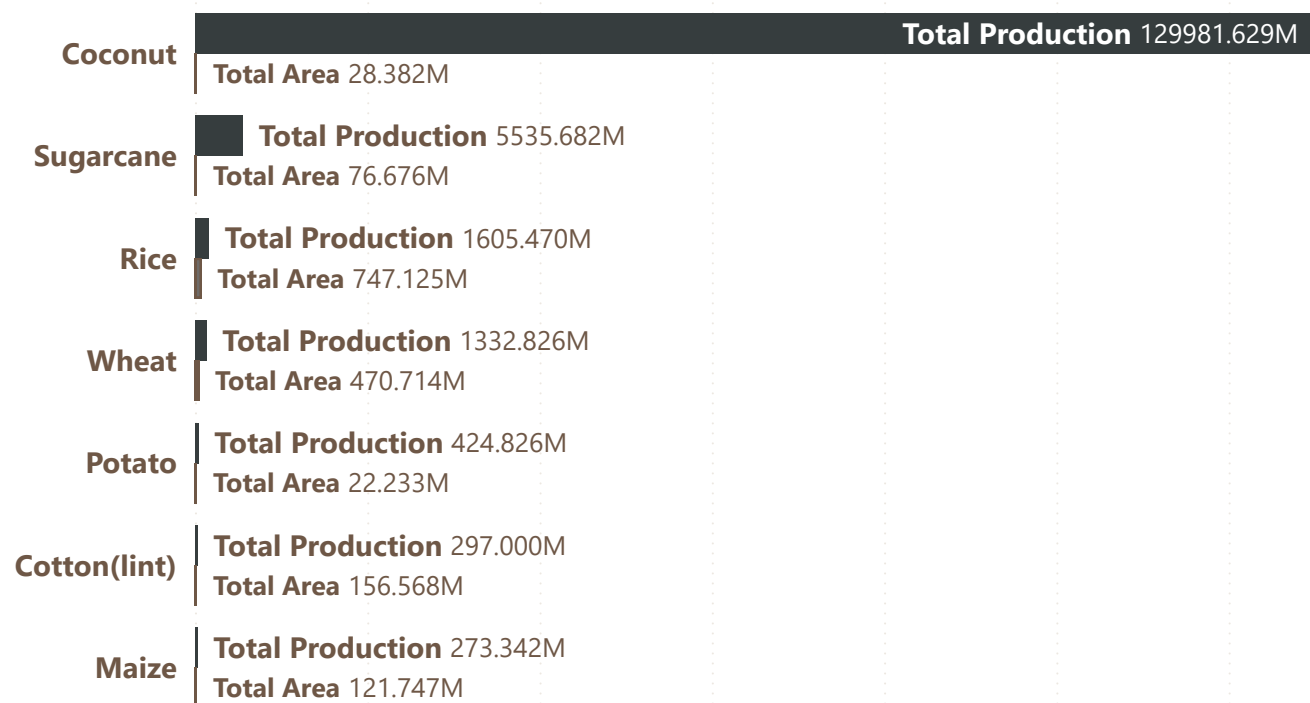 Coconut
Total Production 129981.629M
Total Area 28.382M
Sugarcane
Total Production 5535.682M
Total Area 76.676M
Rice
Total Production 1605.470M
Total Area 747.125M
Wheat
Total Production 1332.826M
Total Area 470.714M
Potato
Total Production 424.826M
Total Area 22.233M
Cotton(lint)
Total Production 297.000M
Total Area 156.568M
Maize
Total Production 273.342M
Total Area 121.747M